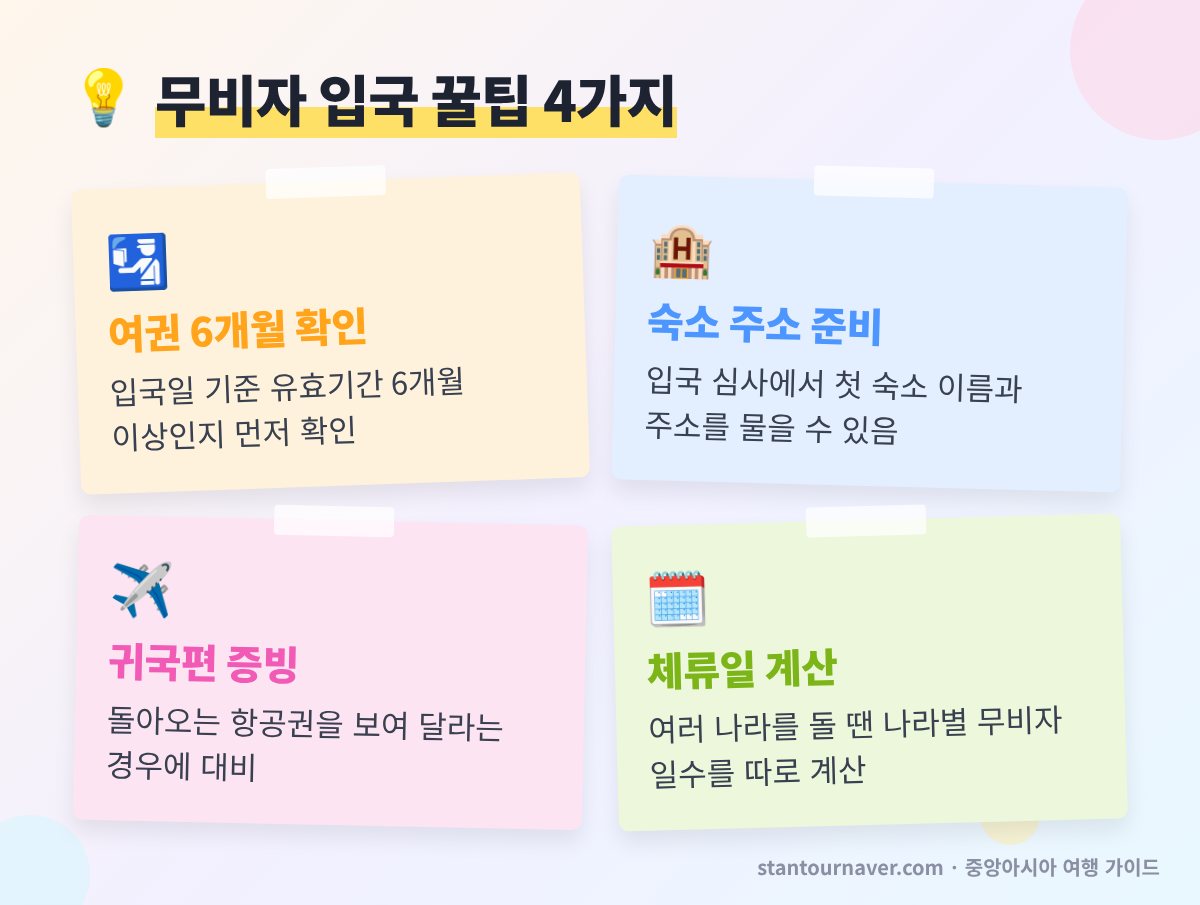 무비자 입국 꿀팁 4가지
여권 6개월 확인
입국일 기준 유효기간 6개월
이상인지 먼저 확인
숙소 주소 준비
입국 심사에서 첫 숙소 이름과
주소를 물을 수 있음
귀국편 증빙
돌아오는 항공권을 보여 달라는
경우에 대비
체류일 계산
여러 나라를 돌 땐 나라별 무비자
일수를 따로 계산
stantournaver.com · 중앙아시아 여행 가이드